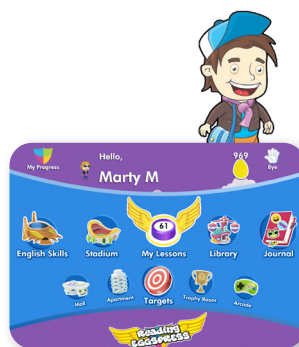 Hello,
969
My Progress
Marty M
Bye
61
English Skills
Stadium
My Lessons
Library
Journal
Mall
Apartment
Targets
Trophy Room
Arcade
Reading
EGGSPRESS